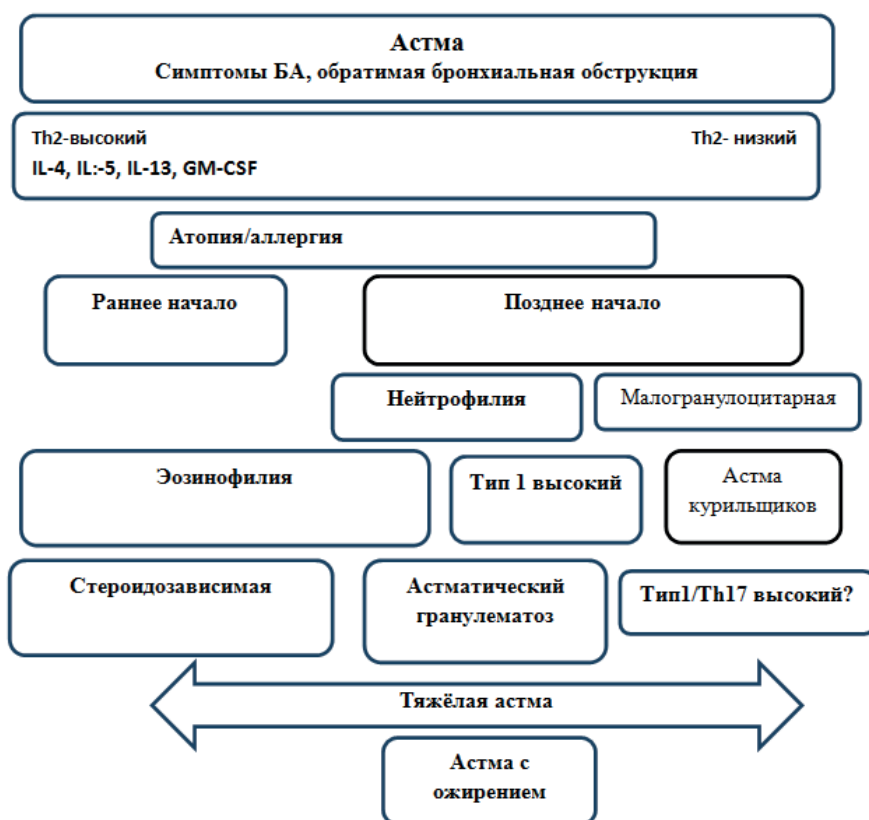 Астма
Симптомы БА, обратимая бронхиальная обструкция
Th2-высокий
Th2- низкий
IL-4, IL:-5, IL-13, GM-CSF
Атопия/аллергия
Раннее начало
Позднее начало
Нейтрофилия
Малогранулоцитарная
Эозинофилия
Тип 1 высокий
Астма
курильщиков
Стероидозависимая
Астматический
гранулематоз
Тип1/Th17 высокий?
Тяжёлая астма
Астма с
ожирением